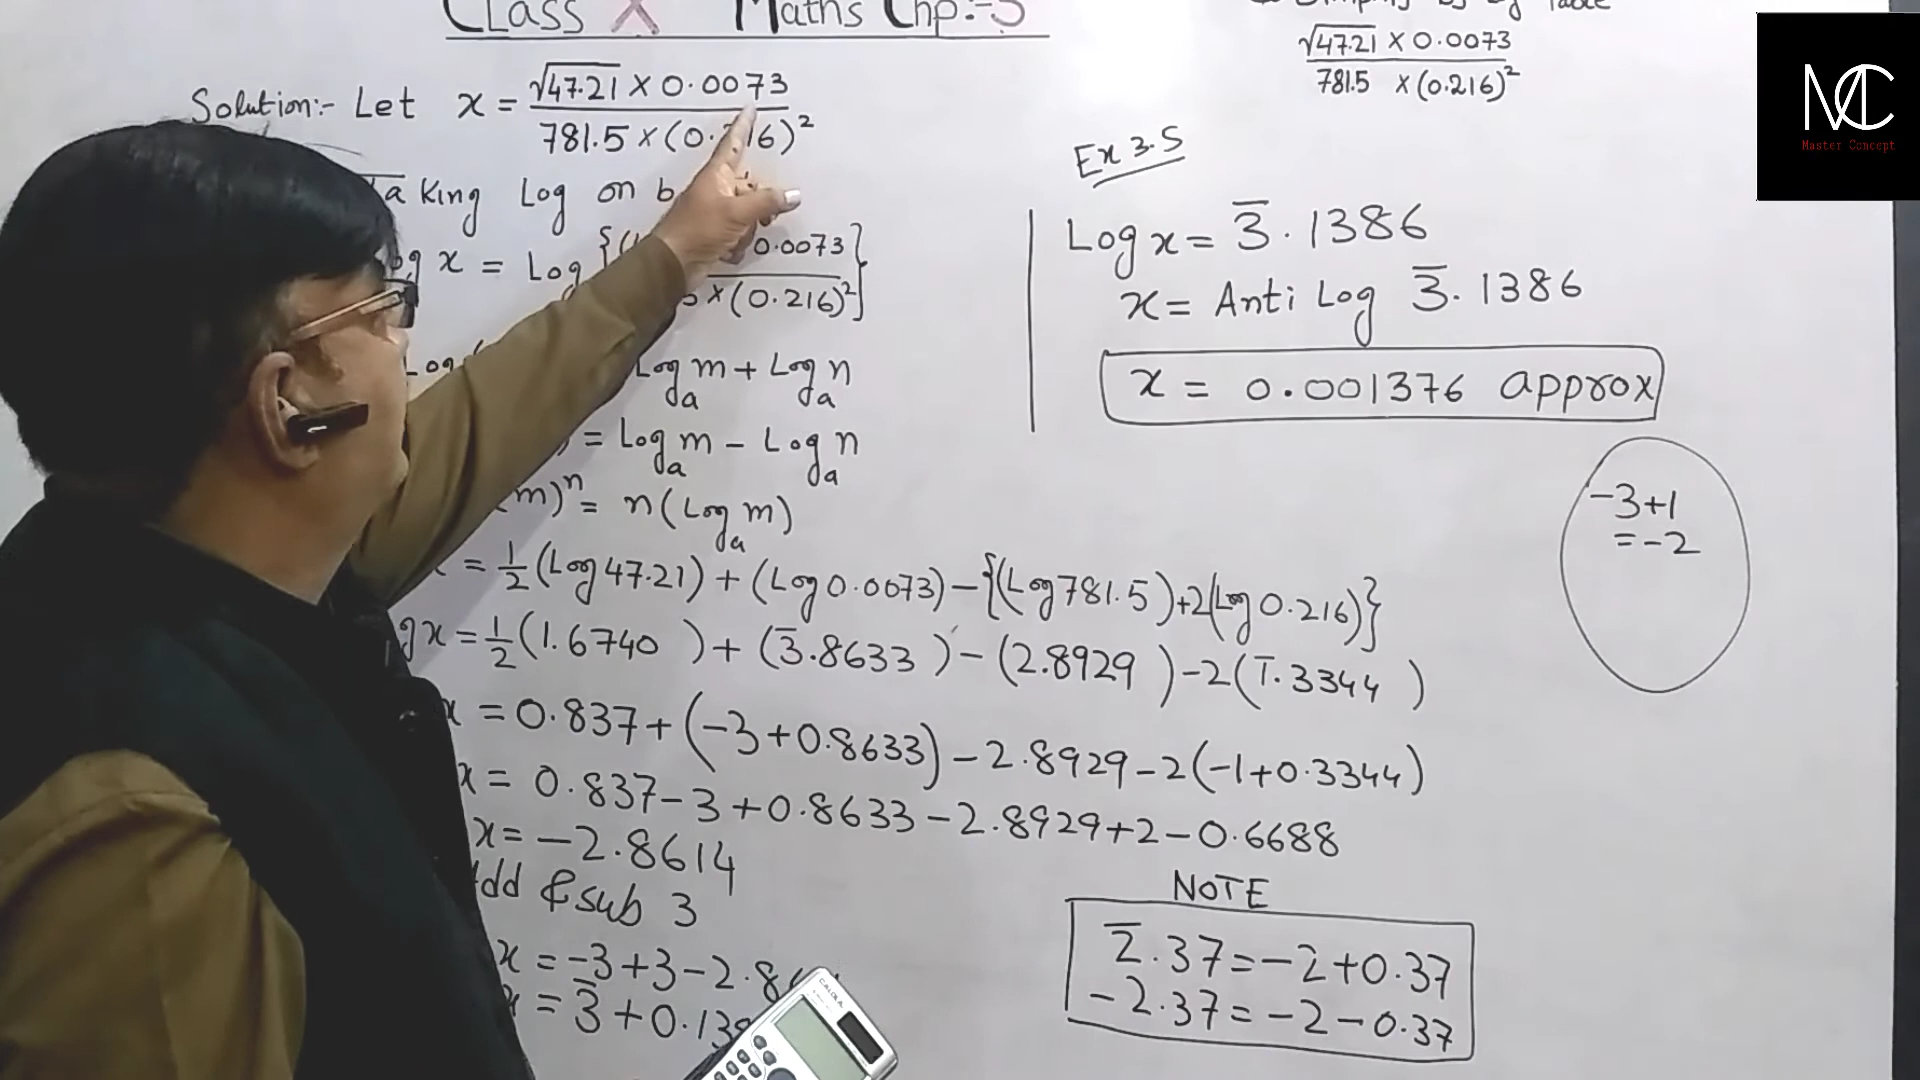 Class X Maths Chp:-3
Table
√47.21 × 0.0073
781.5 × (0.216)²
Solution:- Let x = √47.21 × 0.0073
781.5 × (0. 16)²
Taking Log on
x = Log { 0.0073}
×(0.216)²}
Log m + Log n
a a
= Log m - Log n
a a
m)ⁿ = n(Log m)
a
= 1/2 (Log 47.21) + (Log 0.0073) - {(Log 781.5)+2(Log 0.216)}
x = 1/2 (1.6740 ) + (3̅.8633 ) - (2.8929 ) - 2(1̅.3344 )
x = 0.837 + (-3+0.8633) - 2.8929 - 2(-1+0.3344)
x = 0.837-3+0.8633-2.8929+2-0.6688
x = -2.8614
Add & sub 3
x = -3+3-2.8
x = 3̅ + 0.13
Ex 3.5
Log x = 3̅.1386
x = Anti Log 3̅.1386
x = 0.001376 approx
-3+1
=-2
NOTE
2̅.37=-2+0.37
-2.37=-2-0.37
MC
Master Concept